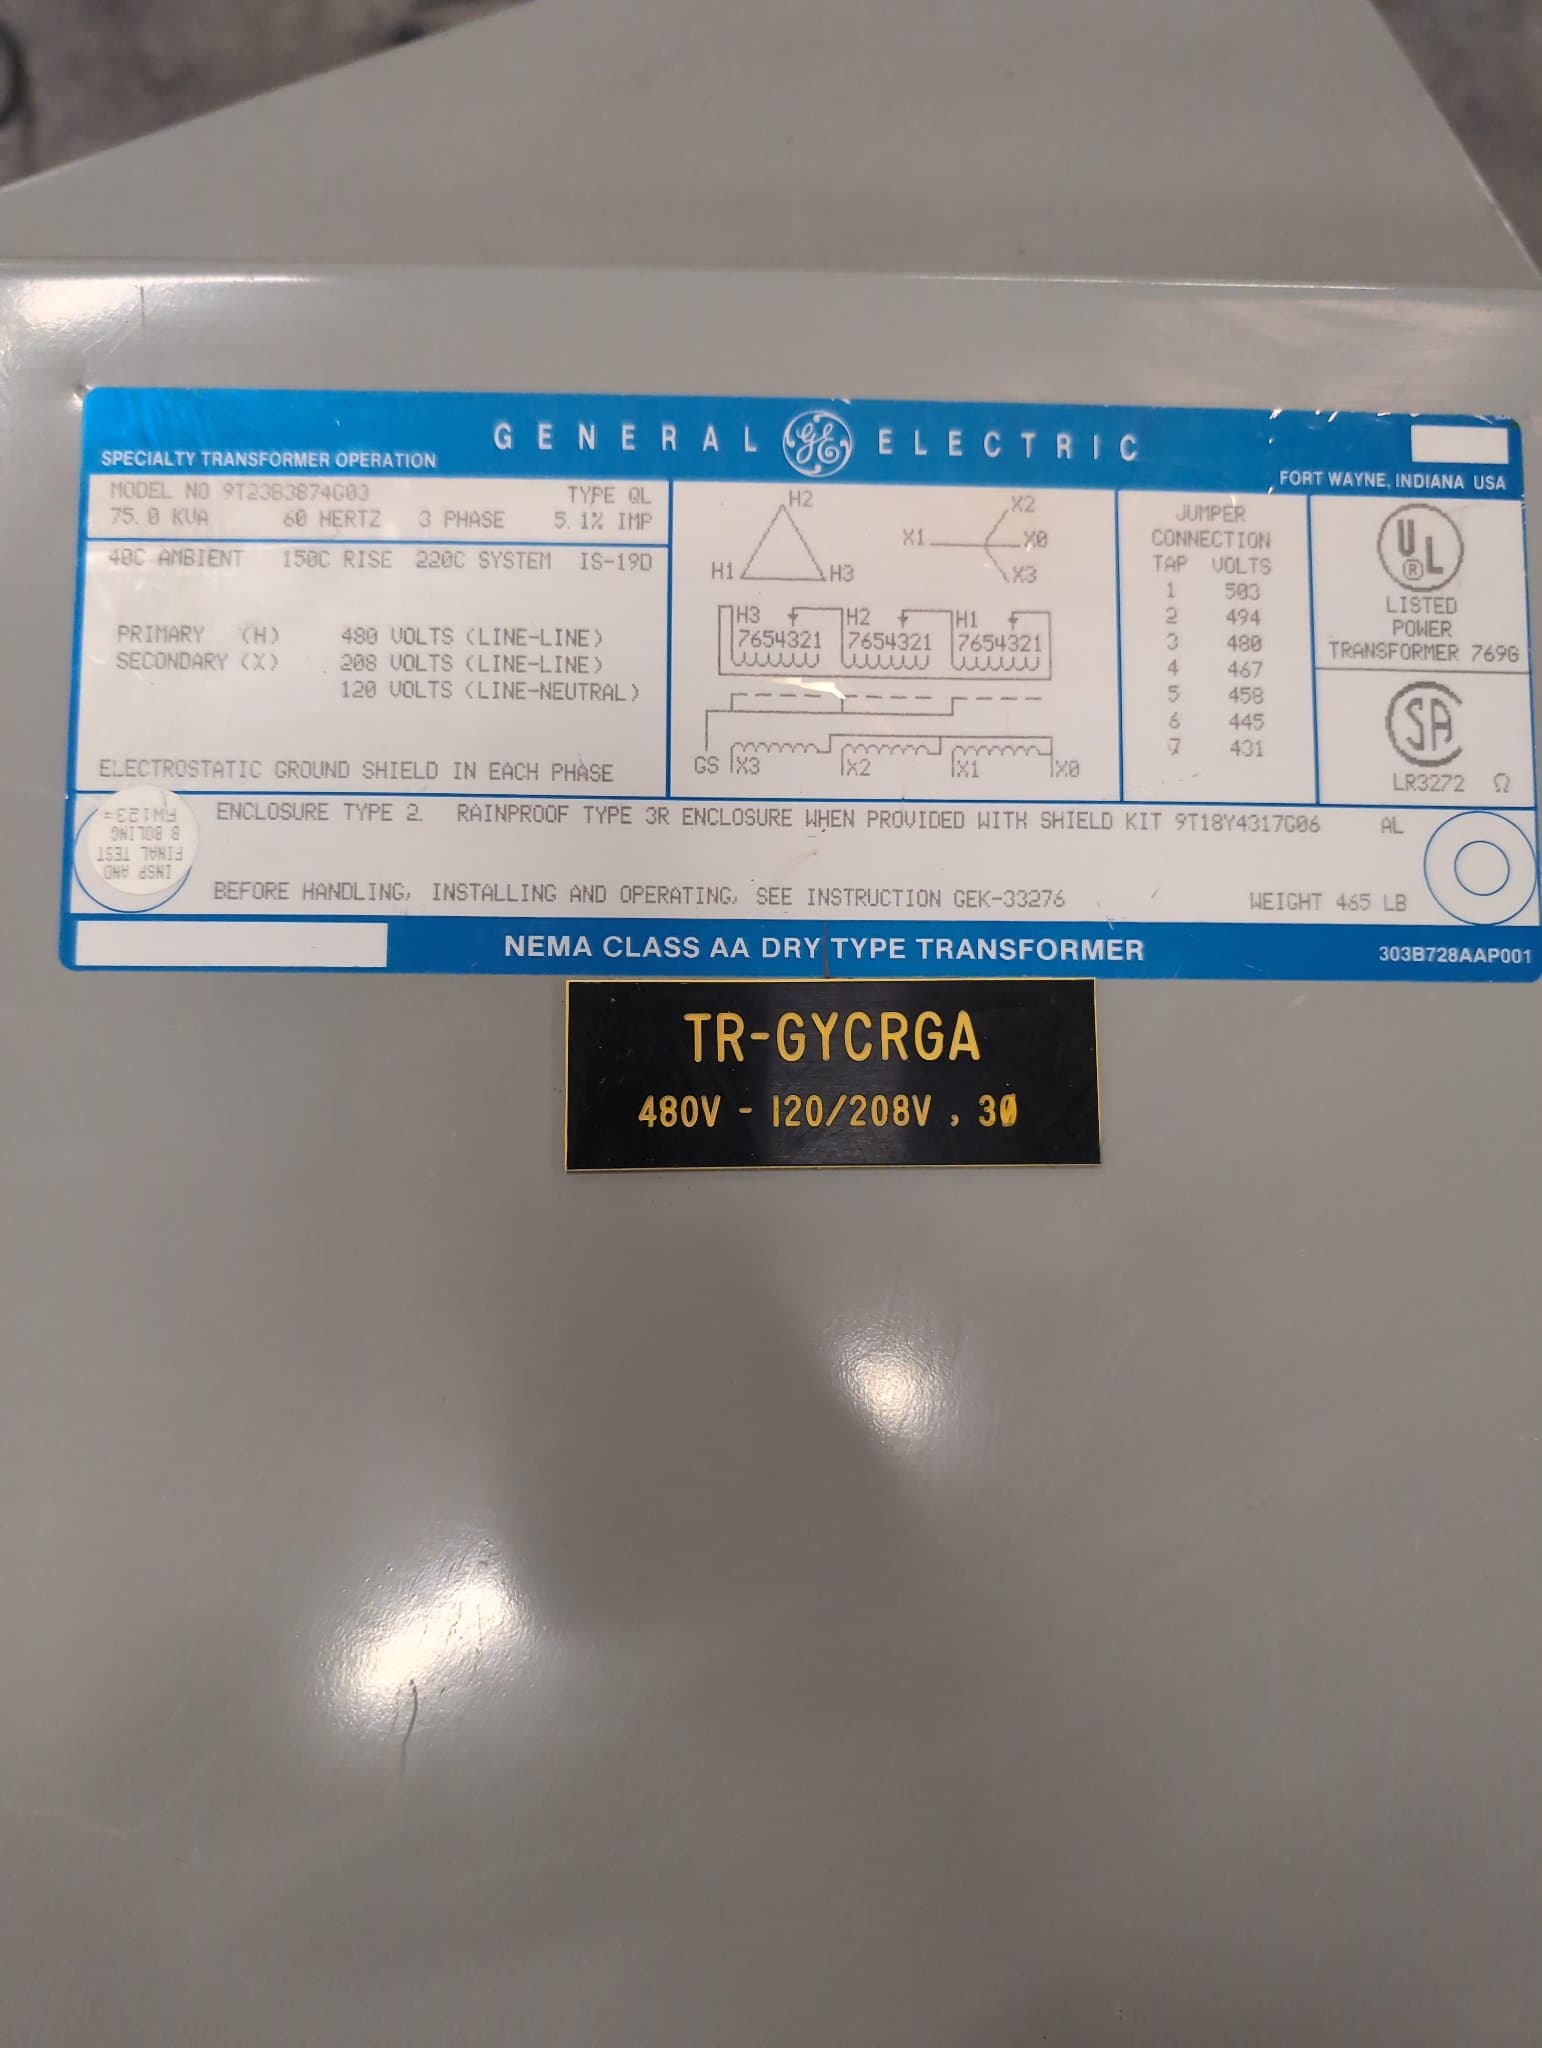 GENERAL GE ELECTRIC
SPECIALTY TRANSFORMER OPERATION
FORT WAYNE, INDIANA USA
MODEL NO 9T23B3874G03 TYPE QL
75.0 KVA 60 HERTZ 3 PHASE 5.1% IMP
40C AMBIENT 150C RISE 220C SYSTEM IS-19D
PRIMARY (H) 480 VOLTS (LINE-LINE)
SECONDARY (X) 208 VOLTS (LINE-LINE)
120 VOLTS (LINE-NEUTRAL)
ELECTROSTATIC GROUND SHIELD IN EACH PHASE
H2
H1 H3
X2
X1 X0
X3
H3 H2 H1
7654321 7654321 7654321
GS X3 X2 X1 X0
JUMPER
CONNECTION
TAP VOLTS
1 503
2 494
3 480
4 467
5 458
6 445
7 431
UL
®
LISTED
POWER
TRANSFORMER 769G
SA
LR3272 Ω
ENCLOSURE TYPE 2. RAINPROOF TYPE 3R ENCLOSURE WHEN PROVIDED WITH SHIELD KIT 9T18Y4317G06 AL
BEFORE HANDLING, INSTALLING AND OPERATING, SEE INSTRUCTION GEK-33276 WEIGHT 465 LB
INSP AND
FINAL TEST
B BOLING
FW123=
NEMA CLASS AA DRY TYPE TRANSFORMER
303B728AAP001
TR-GYCRGA
480V - 120/208V , 3Ø